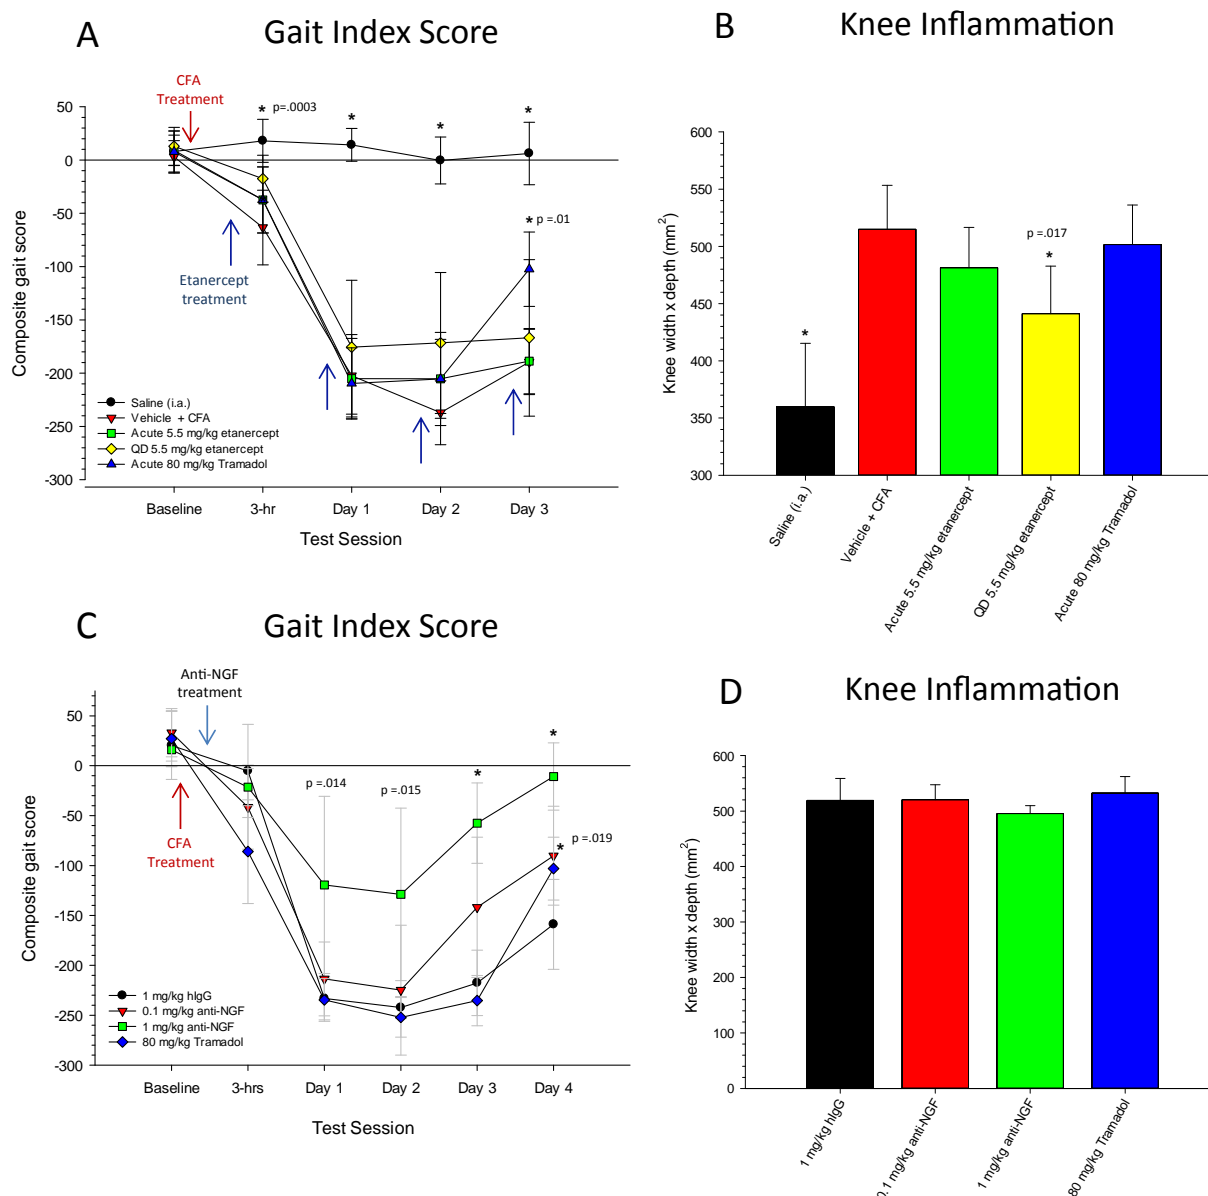 A
Gait Index Score
CFA
Treatment
Composite gait score
50
0
-50
-100
-150
-200
-250
-300
* p=.0003
*
*
*
* p =.01
Etanercept
treatment
Saline (i.a.)
Vehicle + CFA
Acute 5.5 mg/kg etanercept
QD 5.5 mg/kg etanercept
Acute 80 mg/kg Tramadol
Baseline 3-hr Day 1 Day 2 Day 3
Test Session
B
Knee Inflammation
Knee width x depth (mm²)
600
550
500
450
400
350
300
*
p =.017
*
Saline (i.a.)
Vehicle + CFA
Acute 5.5 mg/kg etanercept
QD 5.5 mg/kg etanercept
Acute 80 mg/kg Tramadol
C
Gait Index Score
Anti-NGF
treatment
Composite gait score
50
0
-50
-100
-150
-200
-250
-300
CFA
Treatment
p =.014
p =.015
*
*
* p =.019
1 mg/kg hIgG
0.1 mg/kg anti-NGF
1 mg/kg anti-NGF
80 mg/kg Tramadol
Baseline 3-hrs Day 1 Day 2 Day 3 Day 4
Test Session
D
Knee Inflammation
Knee width x depth (mm²)
600
500
400
300
200
100
0
1 mg/kg hIgG
0.1 mg/kg anti-NGF
1 mg/kg anti-NGF
80 mg/kg Tramadol